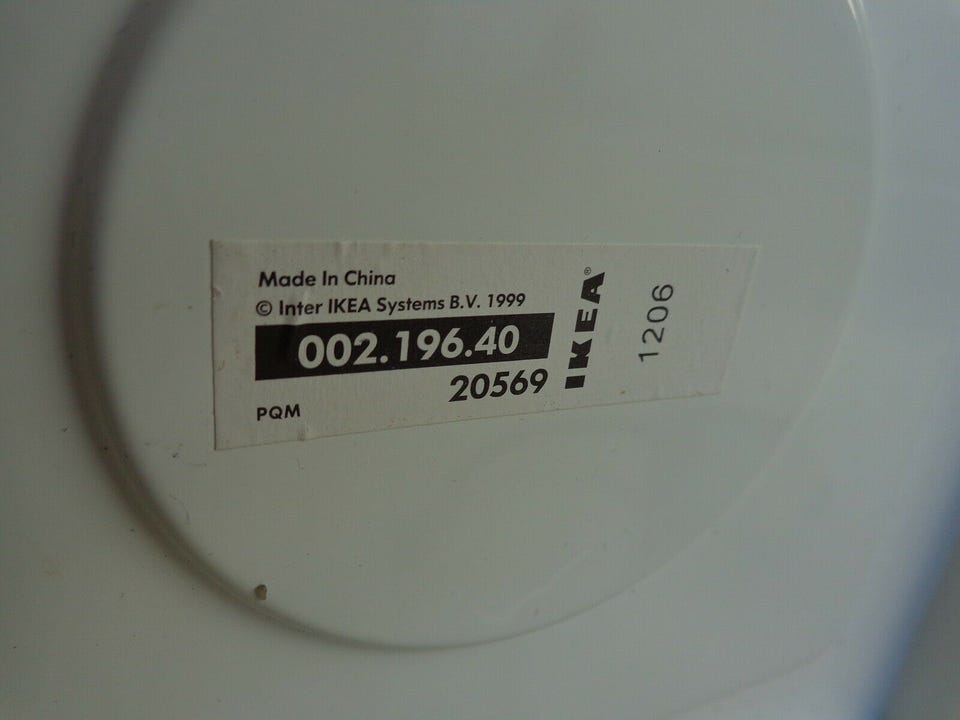 Made In China
© Inter IKEA Systems B.V. 1999
002.196.40
20569
PQM
IKEA®
1206